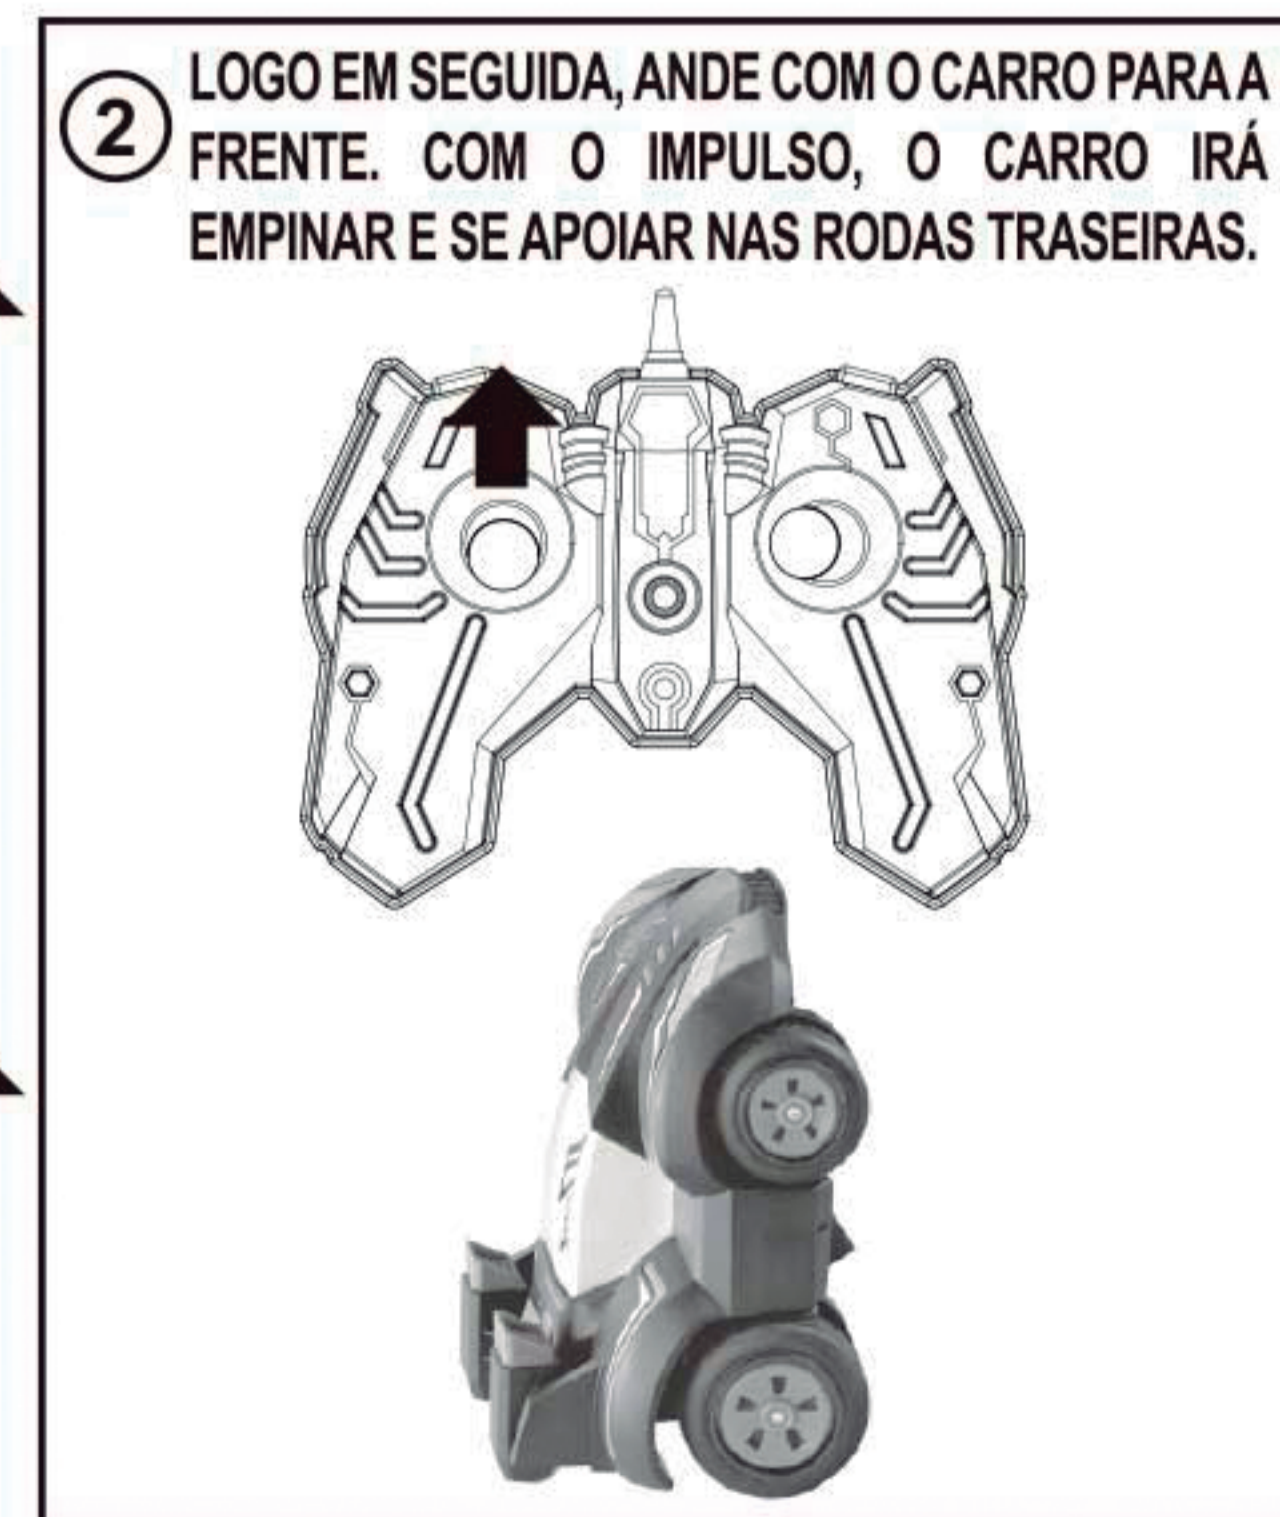 2
LOGO EM SEGUIDA, ANDE COM O CARRO PARA A
FRENTE. COM O IMPULSO, O CARRO IRÁ
EMPINAR E SE APOIAR NAS RODAS TRASEIRAS.